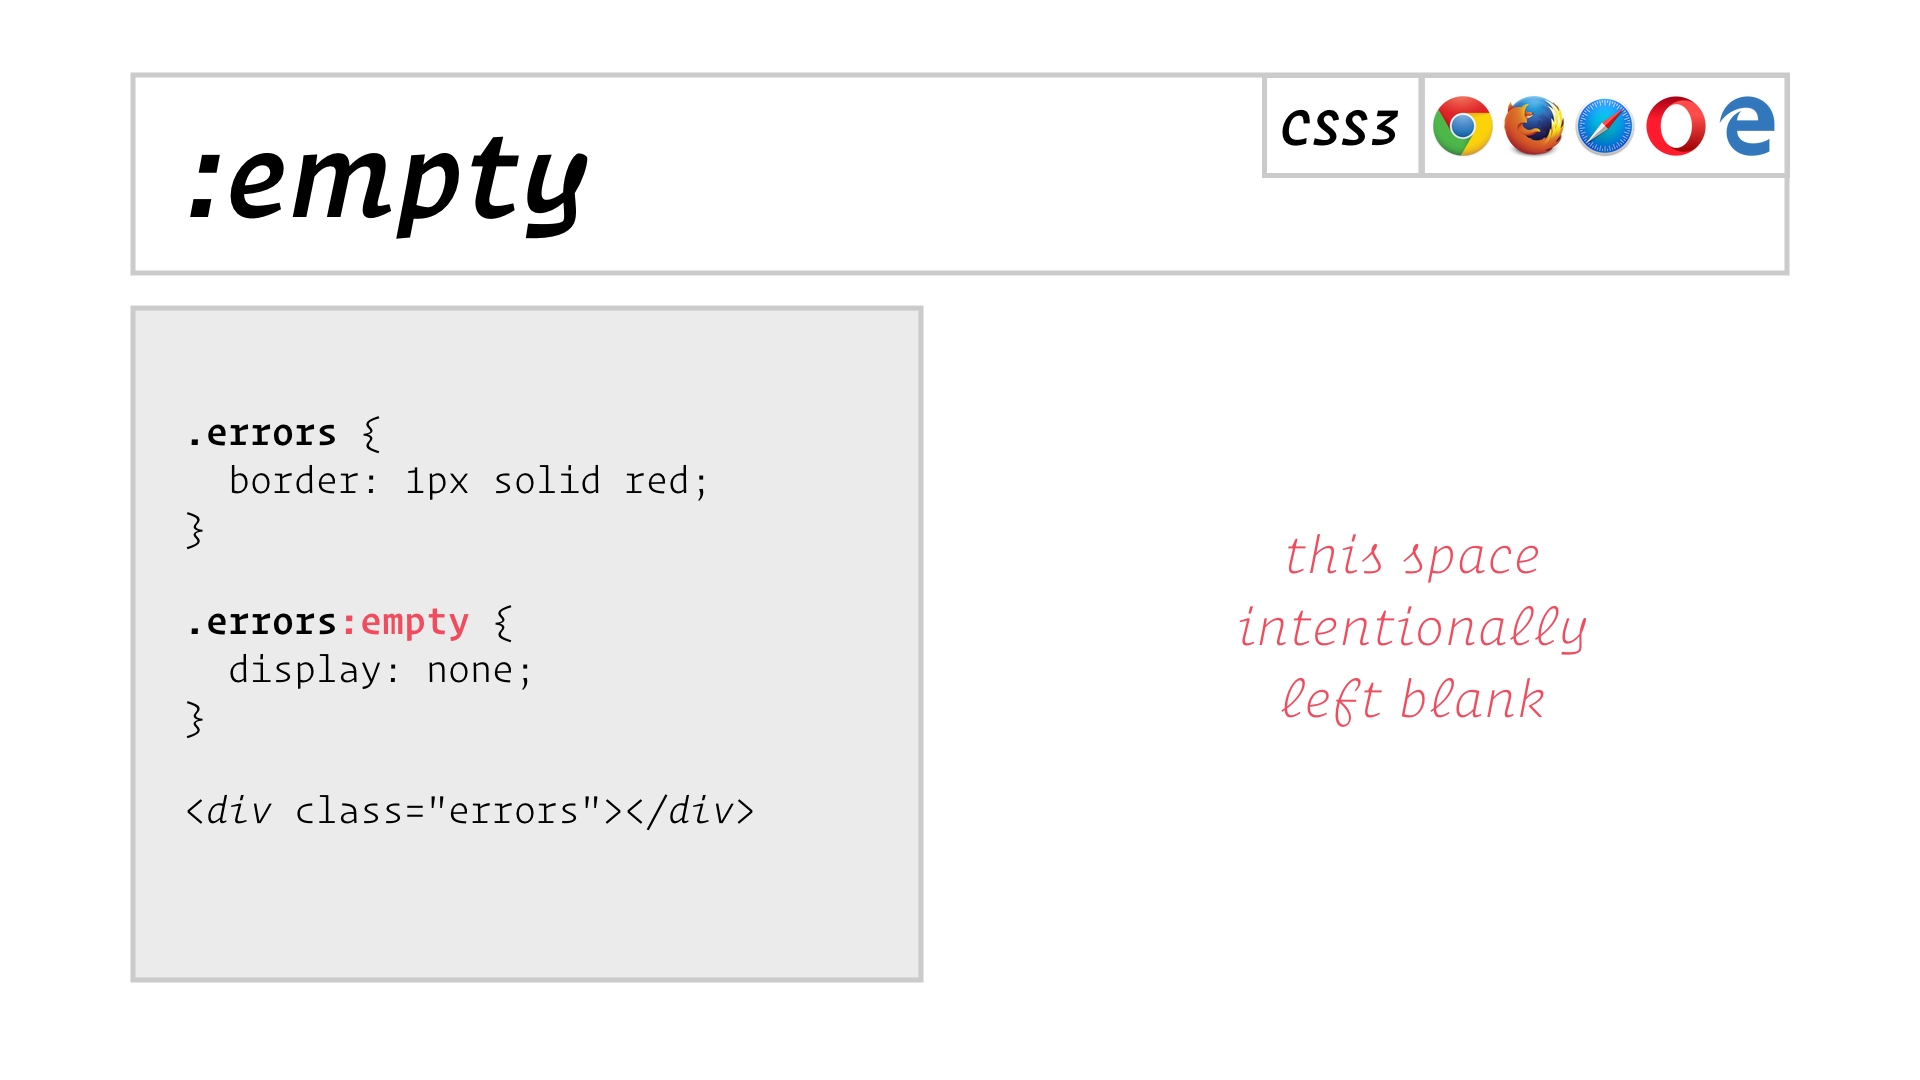 :empty
CSS3
.errors {
  border: 1px solid red;
}
.errors:empty {
  display: none;
}
<div class="errors"></div>
this space
intentionally
left blank